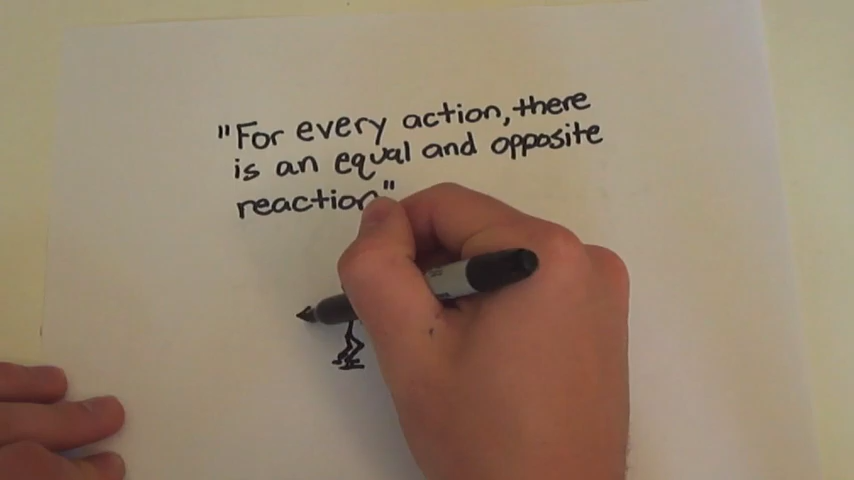 "For every action, there
is an equal and opposite
reaction"